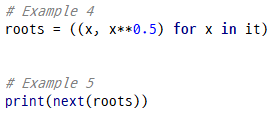 # Example 4
roots = ((x, x**0.5) for x in it)
# Example 5
print(next(roots))